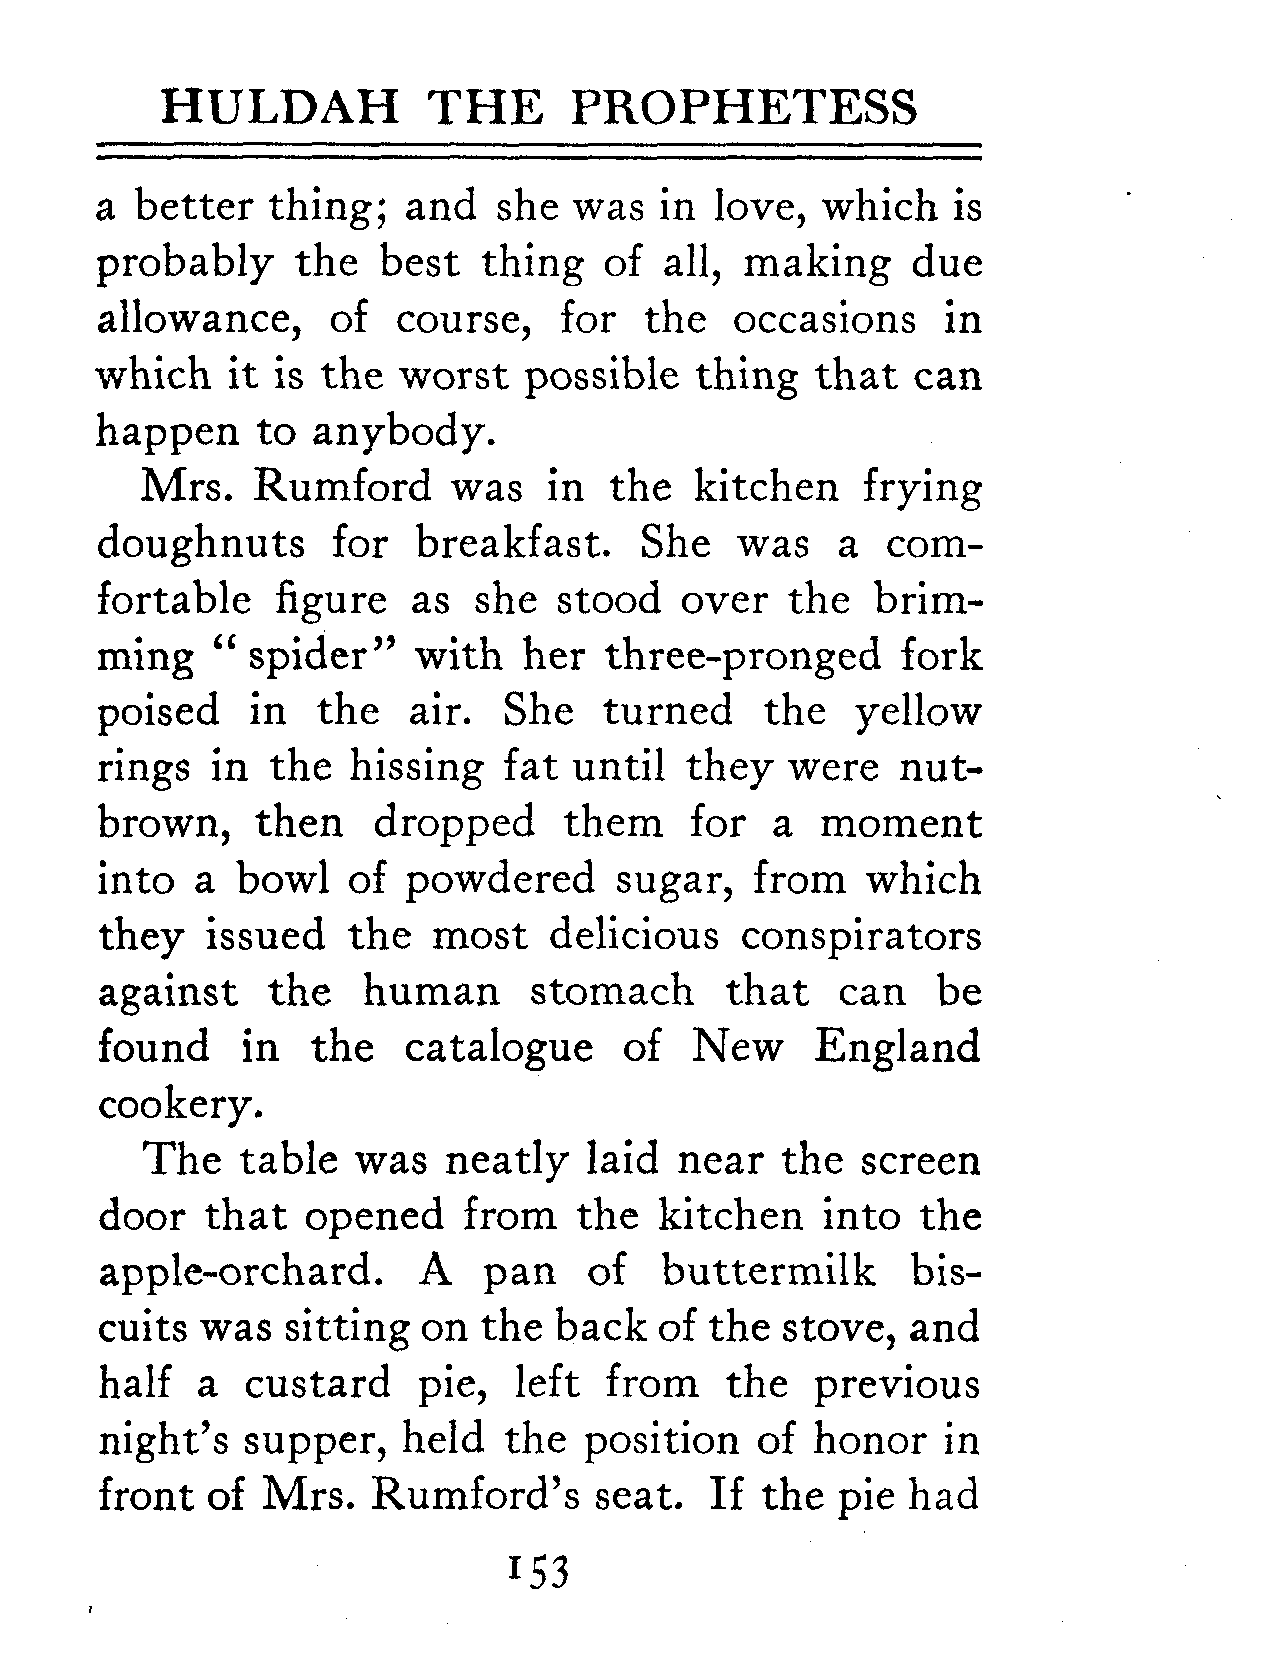 HULDAH THE PROPHETESS
a better thing; and she was in love, which is
probably the best thing of all, making due
allowance, of course, for the occasions in
which it is the worst possible thing that can
happen to anybody.
Mrs. Rumford was in the kitchen frying
doughnuts for breakfast. She was a com-
fortable figure as she stood over the brim-
ming “ spider” with her three-pronged fork
poised in the air. She turned the yellow
rings in the hissing fat until they were nut-
brown, then dropped them for a moment
into a bowl of powdered sugar, from which
they issued the most delicious conspirators
against the human stomach that can be
found in the catalogue of New England
cookery.
The table was neatly laid near the screen
door that opened from the kitchen into the
apple-orchard. A pan of buttermilk bis-
cuits was sitting on the back of the stove, and
half a custard pie, left from the previous
night’s supper, held the position of honor in
front of Mrs. Rumford’s seat. If the pie had
153